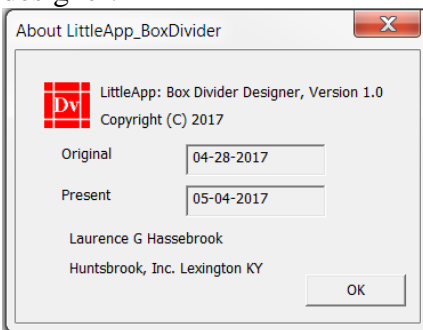 designer.
About LittleApp_BoxDivider
X
Dv
LittleApp: Box Divider Designer, Version 1.0
Copyright (C) 2017
Original 04-28-2017
Present 05-04-2017
Laurence G Hassebrook
Huntsbrook, Inc. Lexington KY
OK